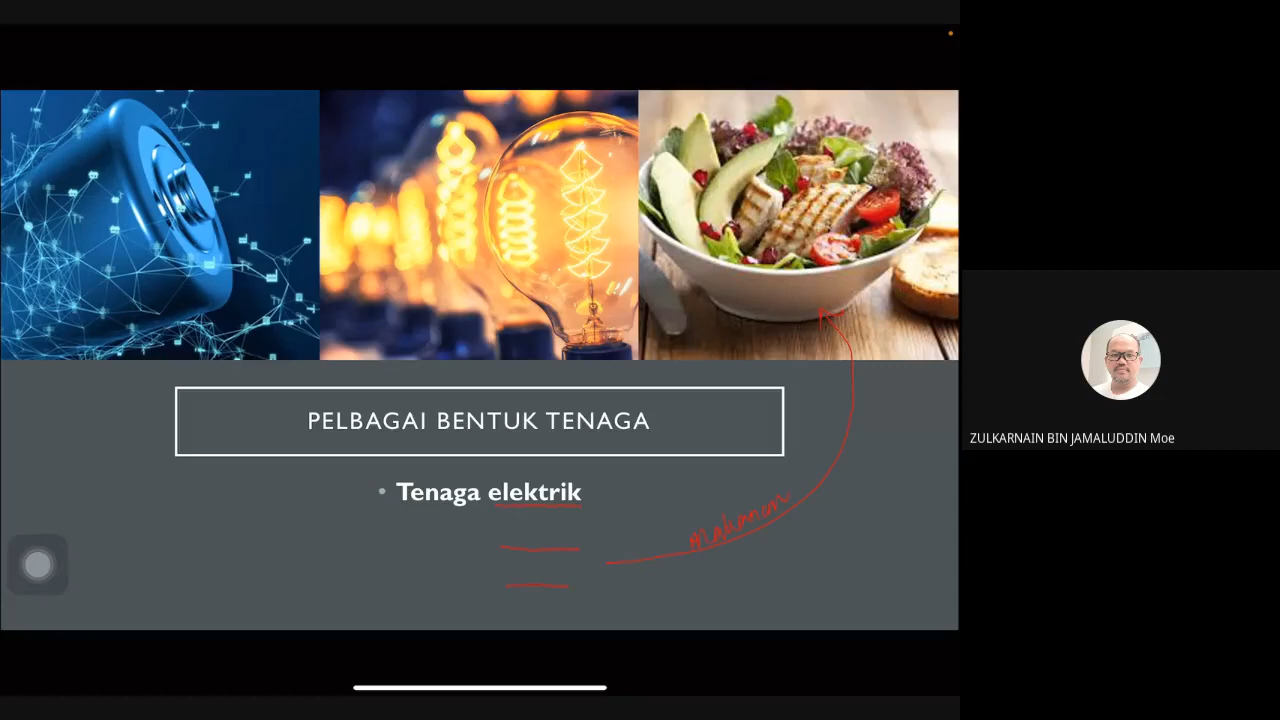 PELBAGAI BENTUK TENAGA
• Tenaga elektrik
makanan
ZULKARNAIN BIN JAMALUDDIN Moe